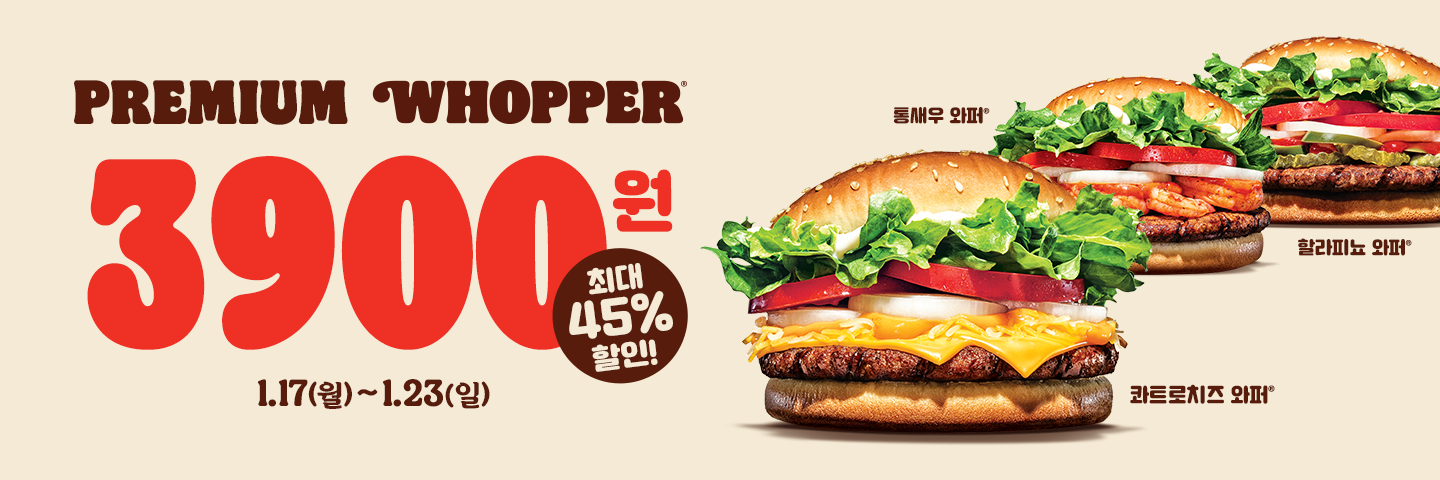 PREMIUM WHOPPER®
3900원
최대
45%
할인!
1.17(월)~1.23(일)
통새우 와퍼®
할라피뇨 와퍼®
콰트로치즈 와퍼®